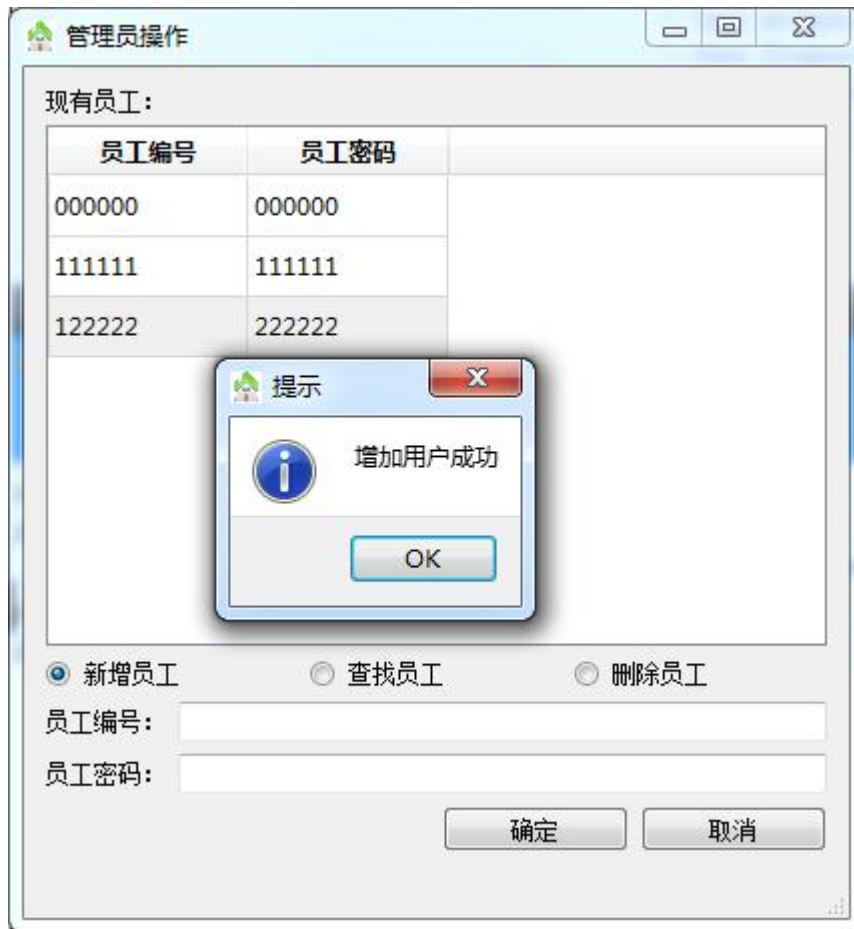 管理员操作
现有员工：
员工编号 员工密码
000000 000000
111111 111111
122222 222222
提示
增加用户成功
OK
新增员工 查找员工 删除员工
员工编号：
员工密码：
确定 取消